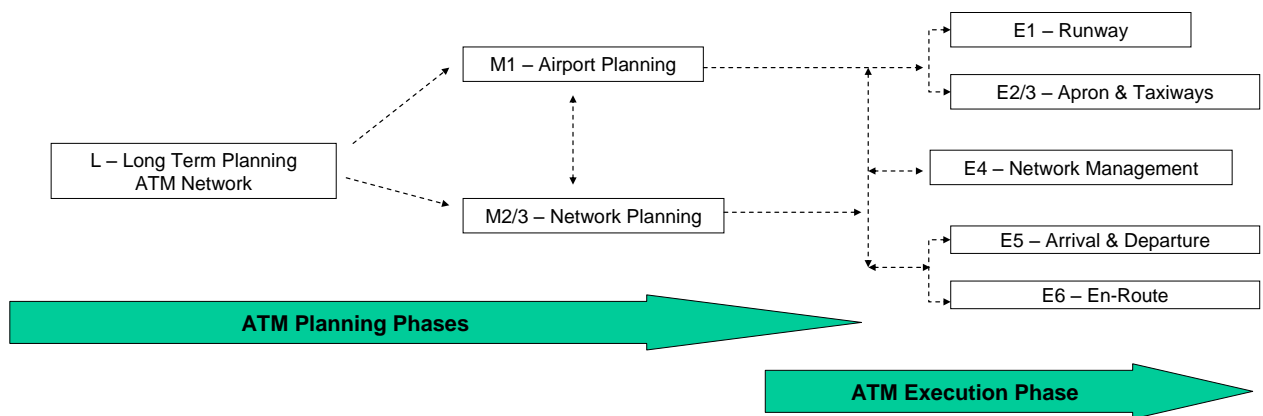 E1 – Runway
M1 – Airport Planning
E2/3 – Apron & Taxiways
L – Long Term Planning
ATM Network
E4 – Network Management
M2/3 – Network Planning
E5 – Arrival & Departure
E6 – En-Route
ATM Planning Phases
ATM Execution Phase